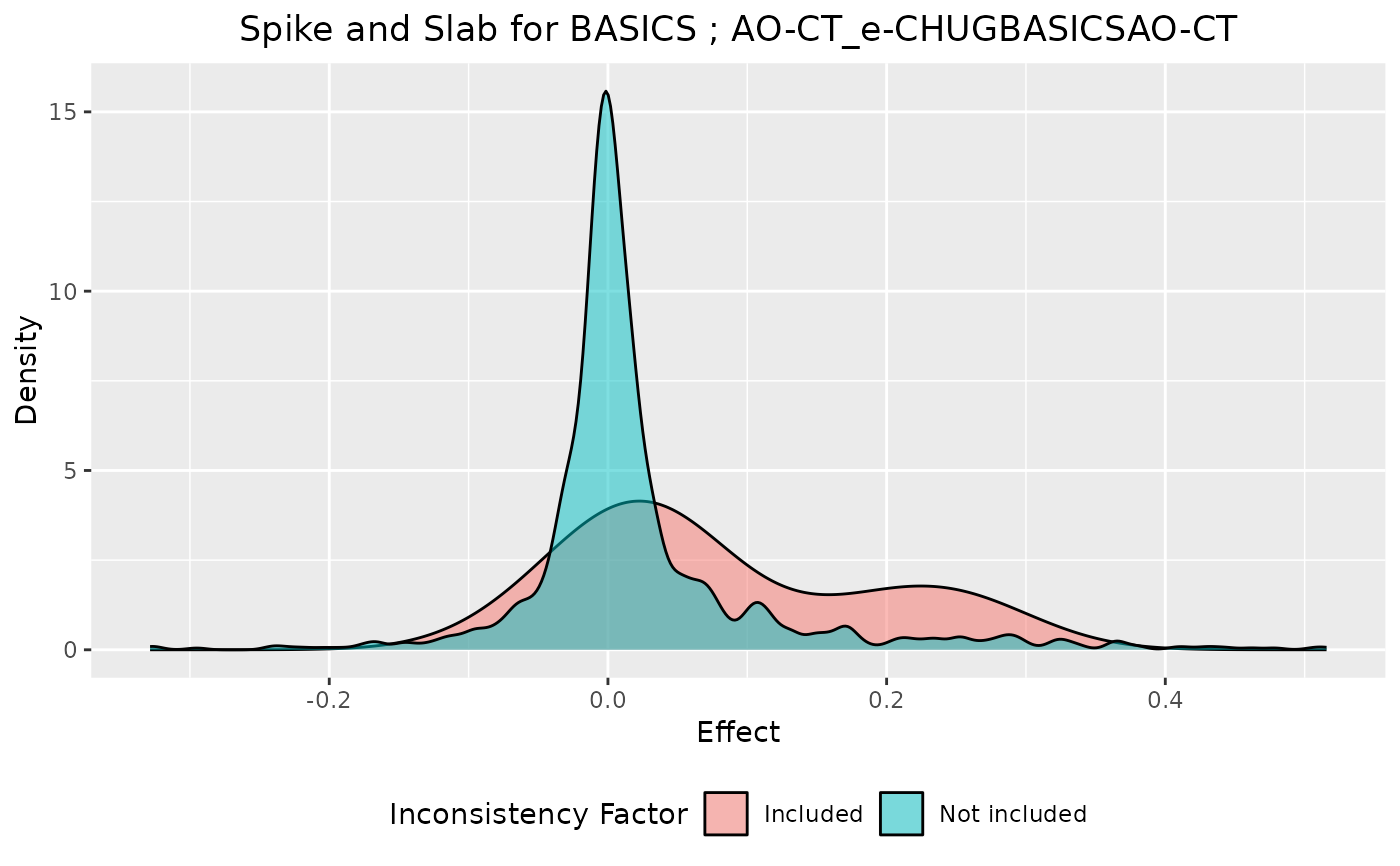 Spike and Slab for BASICS ; AO-CT_e-CHUGBASICSAO-CT
15
10
5
0
Density
-0.2 0.0 0.2 0.4
Effect
Inconsistency Factor Included Not included